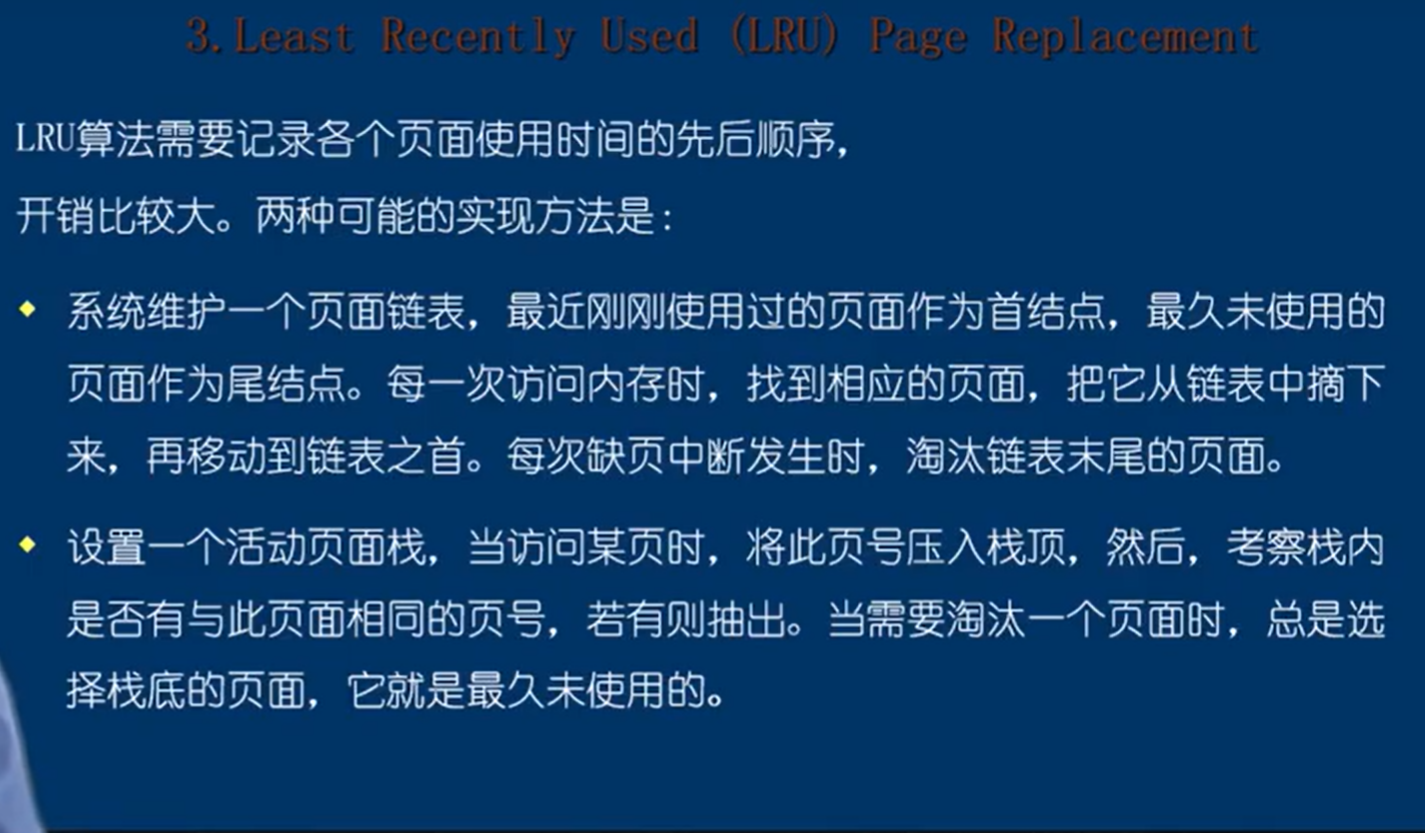 3.Least Recently Used (LRU) Page Replacement
LRU算法需要记录各个页面使用时间的先后顺序，
开销比较大。两种可能的实现方法是：
系统维护一个页面链表，最近刚刚使用过的页面作为首结点，最久未使用的
页面作为尾结点。每一次访问内存时，找到相应的页面，把它从链表中摘下
来，再移动到链表之首。每次缺页中断发生时，淘汰链表末尾的页面。
设置一个活动页面栈，当访问某页时，将此页号压入栈顶，然后，考察栈内
是否有与此页面相同的页号，若有则抽出。当需要淘汰一个页面时，总是选
择栈底的页面，它就是最久未使用的。